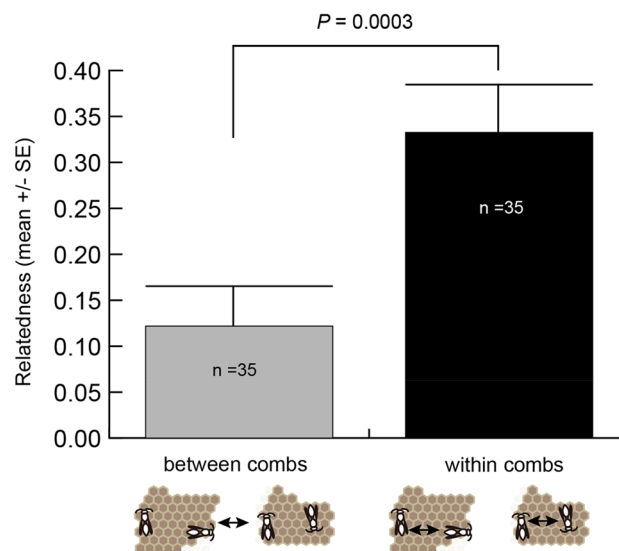 P = 0.0003
Relatedness (mean +/- SE)
0.40
0.35
0.30
0.25
0.20
0.15
0.10
0.05
0.00
n =35
n =35
between combs
within combs